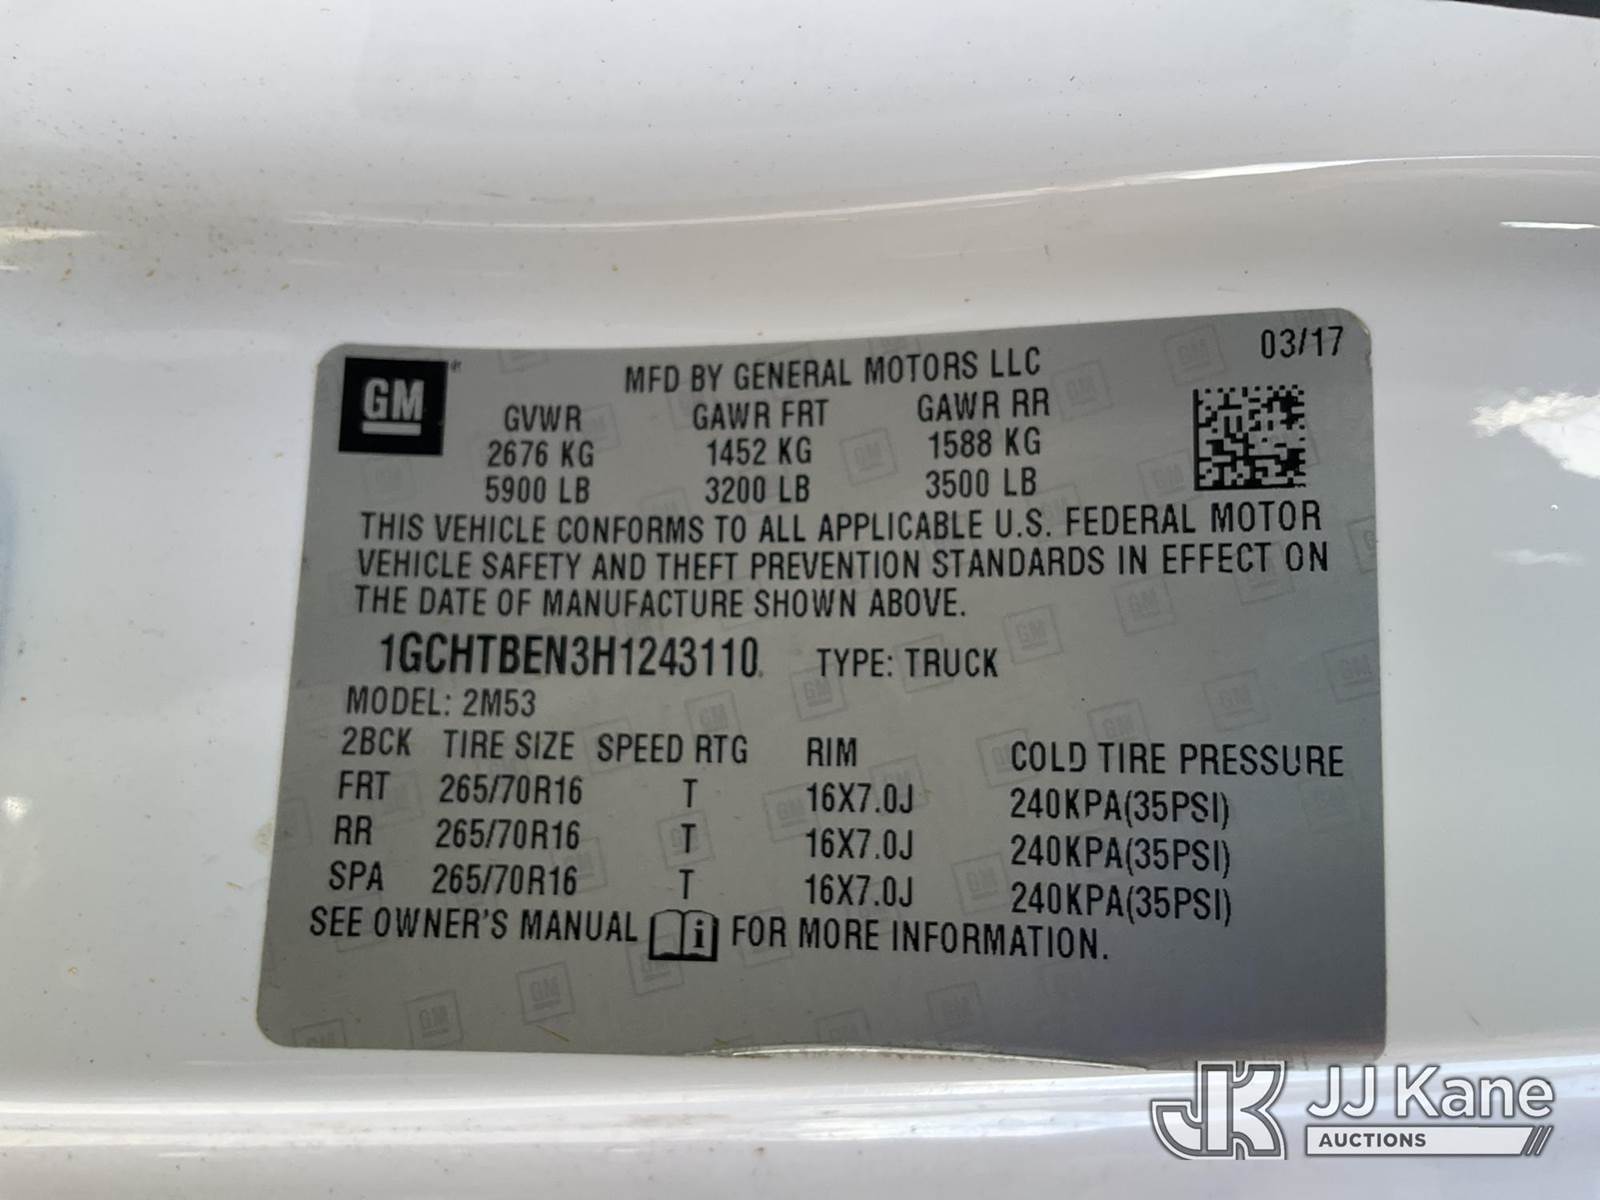 GM
MFD BY GENERAL MOTORS LLC
03/17
GVWR GAWR FRT GAWR RR
2676 KG 1452 KG 1588 KG
5900 LB 3200 LB 3500 LB
THIS VEHICLE CONFORMS TO ALL APPLICABLE U.S. FEDERAL MOTOR
VEHICLE SAFETY AND THEFT PREVENTION STANDARDS IN EFFECT ON
THE DATE OF MANUFACTURE SHOWN ABOVE.
1GCHTBEN3H1243110 TYPE: TRUCK
MODEL: 2M53
2BCK TIRE SIZE SPEED RTG RIM COLD TIRE PRESSURE
FRT 265/70R16 T 16X7.0J 240KPA(35PSI)
RR 265/70R16 T 16X7.0J 240KPA(35PSI)
SPA 265/70R16 T 16X7.0J 240KPA(35PSI)
SEE OWNER'S MANUAL i FOR MORE INFORMATION.
JK JJ Kane
AUCTIONS